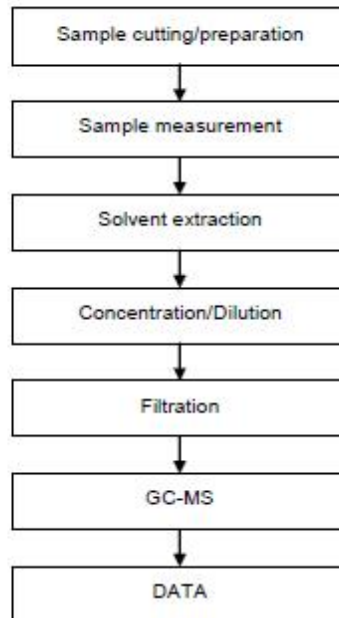 Sample cutting/preparation
Sample measurement
Solvent extraction
Concentration/Dilution
Filtration
GC-MS
DATA